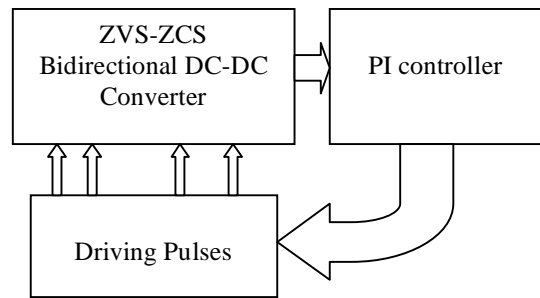 ZVS-ZCS
Bidirectional DC-DC
Converter
PI controller
Driving Pulses